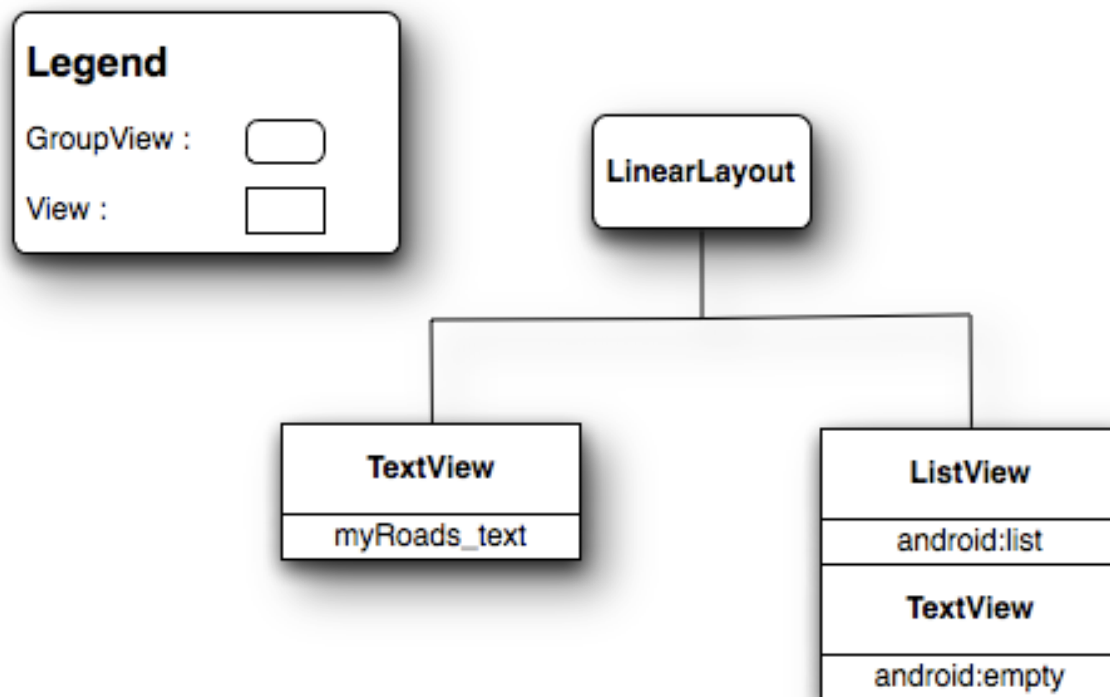 Legend
GroupView :
View :
LinearLayout
TextView
myRoads_text
ListView
android:list
TextView
android:empty